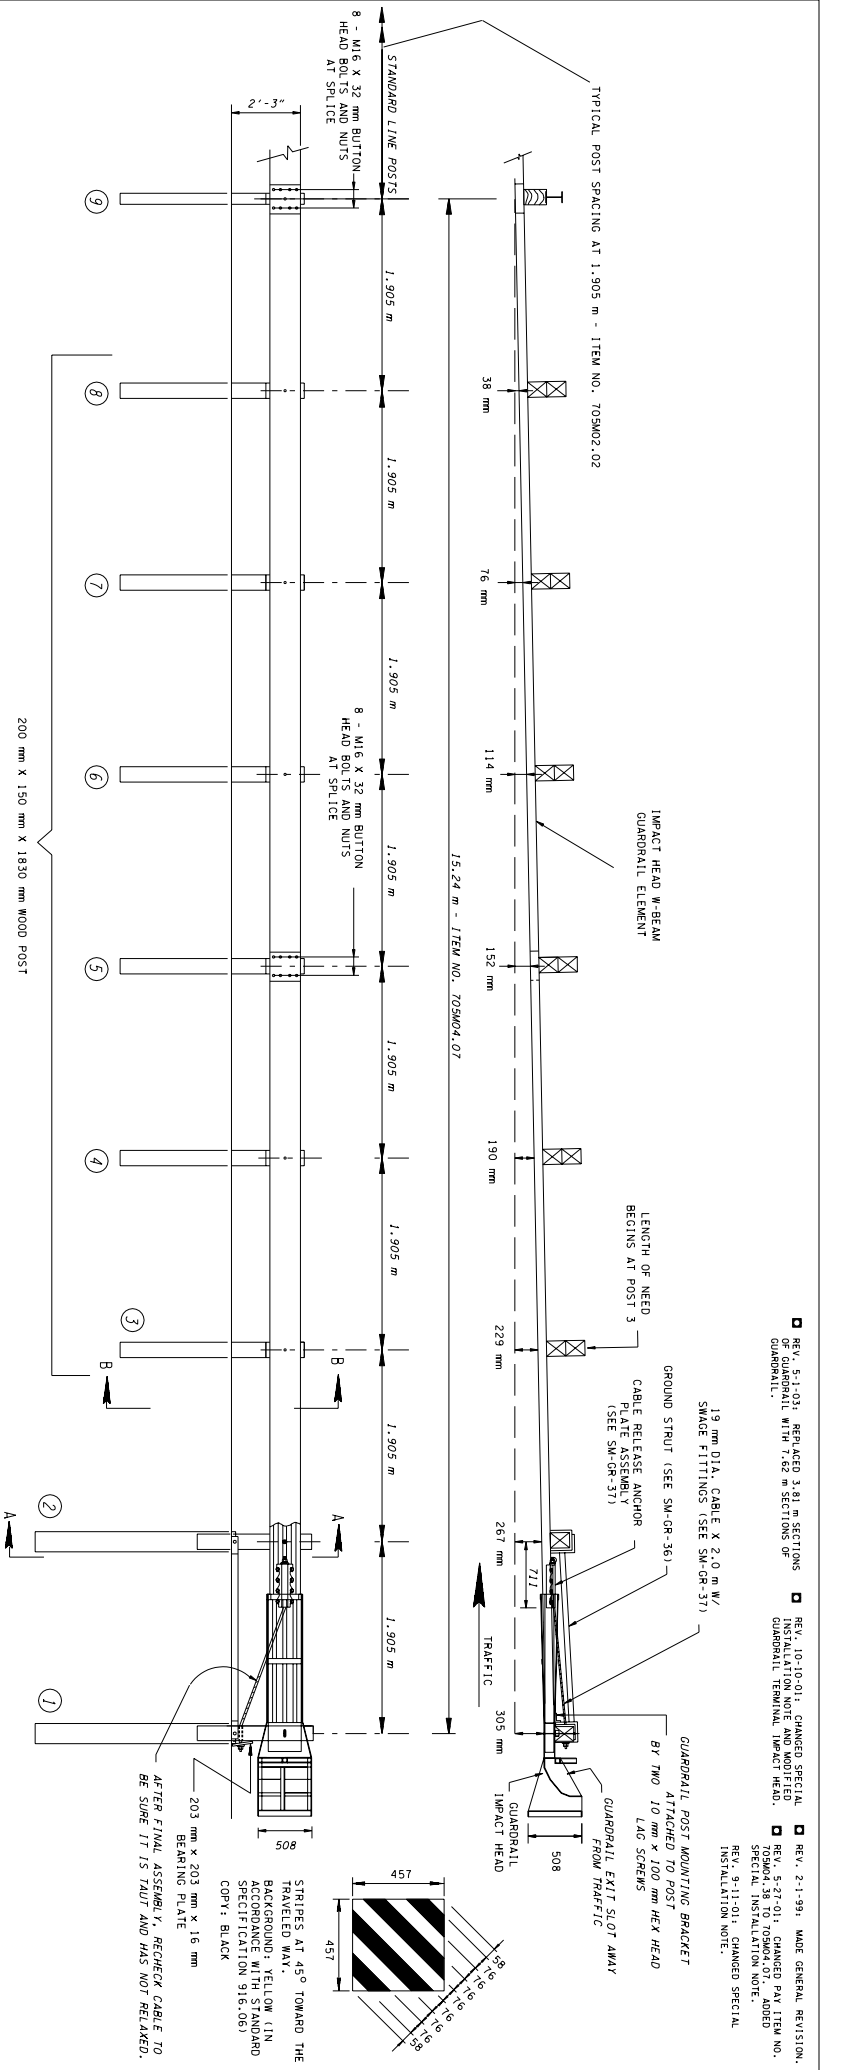 REV. 2-1-99: MADE GENERAL REVISION.
REV. 5-27-01: CHANGED PAY ITEM NO.
705M04.38 TO 705M04.07. ADDED
SPECIAL INSTALLATION NOTE.
REV. 9-11-01: CHANGED SPECIAL
INSTALLATION NOTE.
REV. 10-10-01: CHANGED SPECIAL
INSTALLATION NOTE AND MODIFIED
GUARDRAIL TERMINAL IMPACT HEAD.
REV. 5-1-03: REPLACED 3.81 m SECTIONS
OF GUARDRAIL WITH 7.62 m SECTIONS OF
GUARDRAIL.
TYPICAL POST SPACING AT 1.905 m - ITEM NO. 705M02.02
IMPACT HEAD W-BEAM
GUARDRAIL ELEMENT
LENGTH OF NEED
BEGINS AT POST 3
19 mm DIA. CABLE X 2.0 m W/
SWAGE FITTINGS (SEE SM-GR-37)
GROUND STRUT (SEE SM-GR-36)
CABLE RELEASE ANCHOR
PLATE ASSEMBLY
(SEE SM-GR-37)
GUARDRAIL POST MOUNTING BRACKET
ATTACHED TO POST
BY TWO 10 mm x 100 mm HEX HEAD
LAG SCREWS
GUARDRAIL EXIT SLOT AWAY
FROM TRAFFIC
508
GUARDRAIL
IMPACT HEAD
38 mm
76 mm
114 mm
152 mm
190 mm
229 mm
267 mm
711
305 mm
TRAFFIC
15.24 m - ITEM NO. 705M04.07
STANDARD LINE POSTS
1.905 m
1.905 m
1.905 m
1.905 m
1.905 m
1.905 m
1.905 m
1.905 m
8 - M16 X 32 mm BUTTON
HEAD BOLTS AND NUTS
AT SPLICE
8 - M16 X 32 mm BUTTON
HEAD BOLTS AND NUTS
AT SPLICE
2'-3"
B
B
A
A
9
8
7
6
5
4
3
2
1
200 mm X 150 mm X 1830 mm WOOD POST
508
203 mm x 203 mm x 16 mm
BEARING PLATE
AFTER FINAL ASSEMBLY, RECHECK CABLE TO
BE SURE IT IS TAUT AND HAS NOT RELAXED.
457
457
58
76
76
76
76
76
58
STRIPES AT 45° TOWARD THE
TRAVELED WAY.
BACKGROUND: YELLOW (IN
ACCORDANCE WITH STANDARD
SPECIFICATION 916.06)
COPY: BLACK